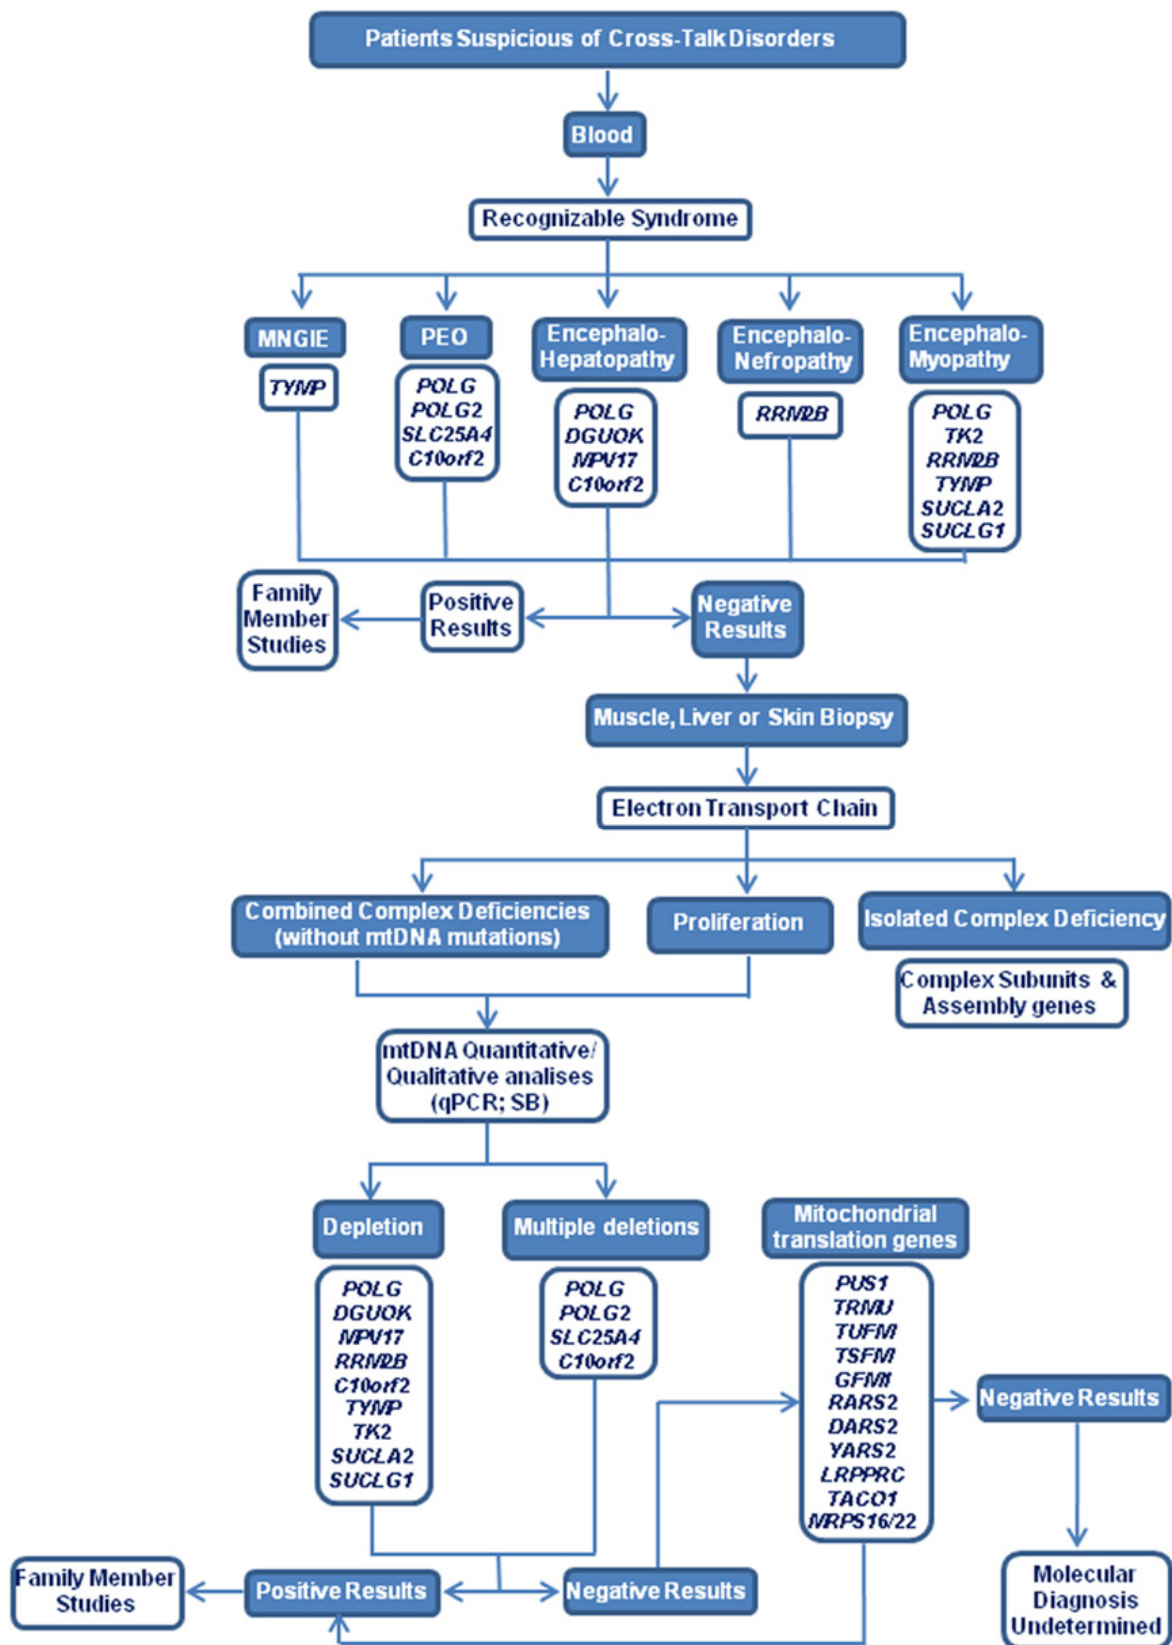 Patients Suspicious of Cross-Talk Disorders
Blood
Recognizable Syndrome
MNGIE
TYMP
PEO
POLG
POLG2
SLC25A4
C10orf2
Encephalo-
Hepatopathy
POLG
DGUOK
MPV17
C10orf2
Encephalo-
Nefropathy
RRM2B
Encephalo-
Myopathy
POLG
TK2
RRM2B
TYMP
SUCLA2
SUCLG1
Family
Member
Studies
Positive
Results
Negative
Results
Muscle, Liver or Skin Biopsy
Electron Transport Chain
Combined Complex Deficiencies
(without mtDNA mutations)
Proliferation
Isolated Complex Deficiency
Complex Subunits &
Assembly genes
mtDNA Quantitative/
Qualitative analises
(qPCR; SB)
Depletion
POLG
DGUOK
MPV17
RRM2B
C10orf2
TYMP
TK2
SUCLA2
SUCLG1
Multiple deletions
POLG
POLG2
SLC25A4
C10orf2
Mitochondrial
translation genes
PUS1
TRMU
TUFM
TSFM
GFM1
RARS2
DARS2
YARS2
LRPPRC
TACO1
MRPS16/22
Negative Results
Family Member
Studies
Positive Results
Negative Results
Molecular
Diagnosis
Undetermined